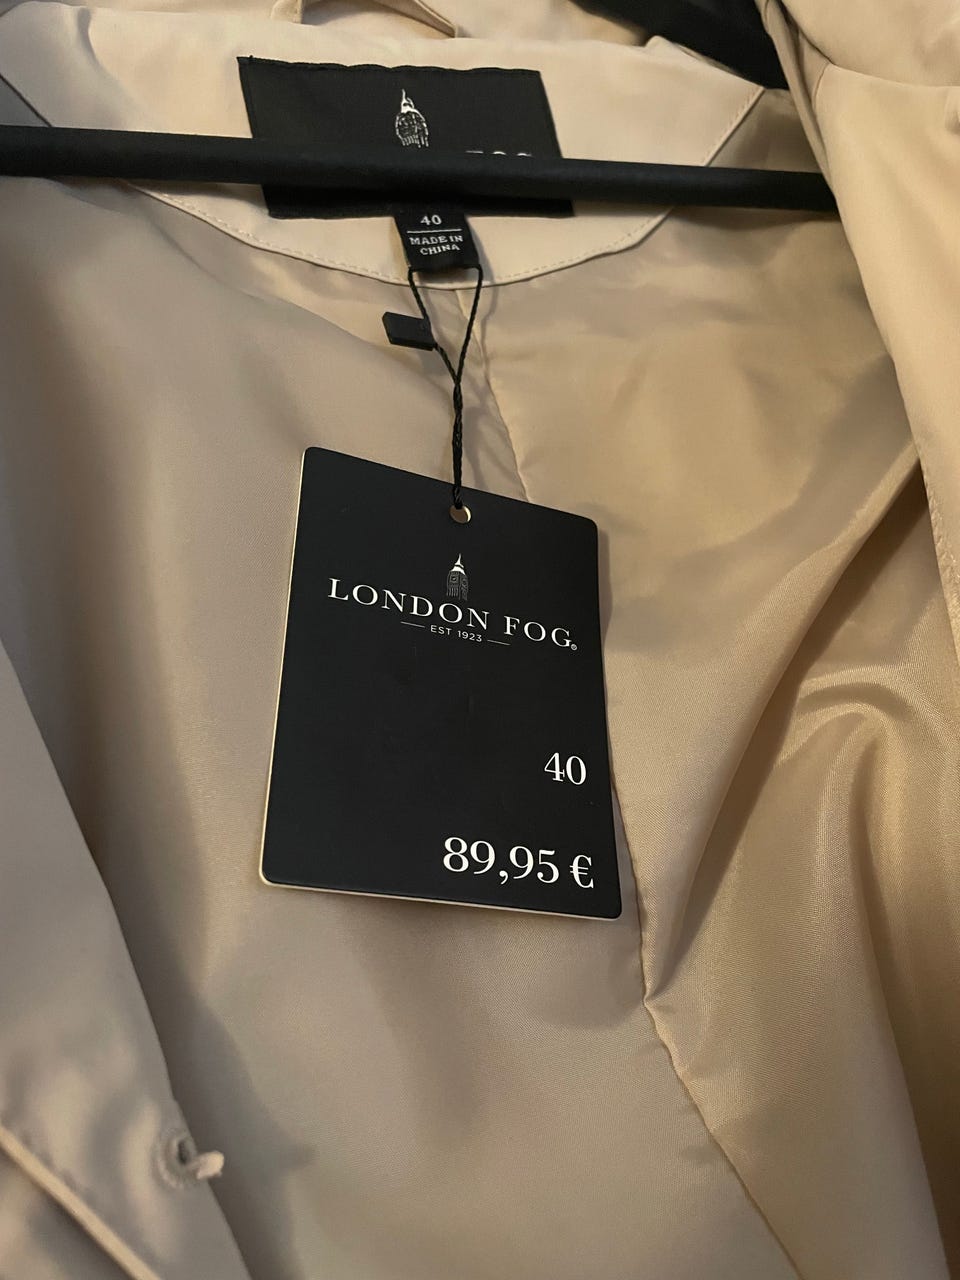 40
MADE IN
CHINA
LONDON FOG®
EST 1923
40
89,95 €